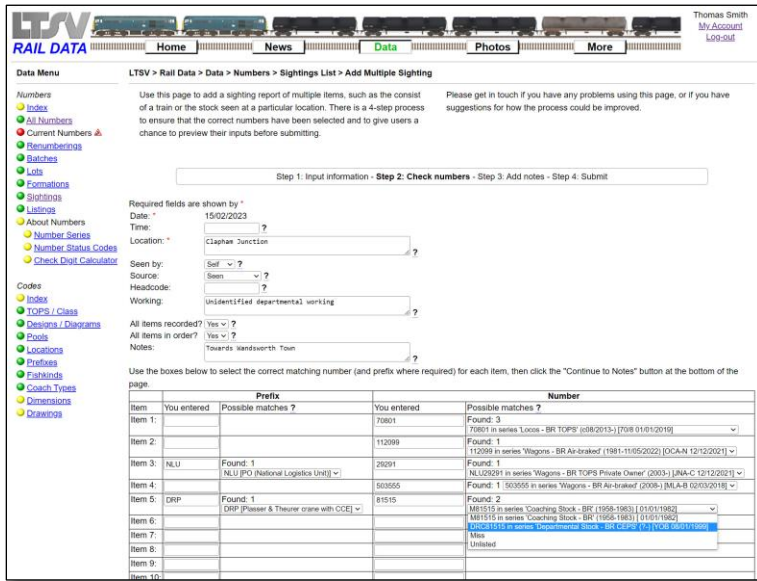 LTSV
RAIL DATA
Home
News
Data
Photos
More
Thomas Smith
My Account
Log-out
Data Menu
Numbers
Index
All Numbers
Current Numbers
Renumberings
Batches
Lots
Formations
Sightings
Listings
About Numbers
Number Series
Number Status Codes
Check Digit Calculator
Codes
Index
TOPS / Class
Designs / Diagrams
Pools
Locations
Prefixes
Fishkinds
Coach Types
Dimensions
Drawings
LTSV > Rail Data > Data > Numbers > Sightings List > Add Multiple Sighting
Use this page to add a sighting report of multiple items, such as the consist
of a train or the stock seen at a particular location. There is a 4-step process
to ensure that the correct numbers have been selected and to give users a
chance to preview their inputs before submitting.
Please get in touch if you have any problems using this page, or if you have
suggestions for how the process could be improved.
Step 1: Input information - Step 2: Check numbers - Step 3: Add notes - Step 4: Submit
Required fields are shown by *
Date: * 15/02/2023
Time: ?
Location: * Clapham Junction ?
Seen by: Self ?
Source: Seen ?
Headcode: ?
Working: Unidentified departmental working ?
All items recorded? Yes ?
All items in order? Yes ?
Notes: Towards Wandsworth Town ?
Use the boxes below to select the correct matching number (and prefix where required) for each item, then click the "Continue to Notes" button at the bottom of the
page.
Prefix Number
Item You entered Possible matches ? You entered Possible matches ?
Item 1: 70801 Found: 3
70801 in series 'Locos - BR TOPS' (c08/2013-) [70/8 01/01/2019]
Item 2: 112099 Found: 1
112099 in series 'Wagons - BR Air-braked' (1981-11/05/2022) [OCA-N 12/12/2021]
Item 3: NLU Found: 1 29291 Found: 1
NLU [PO (National Logistics Unit)] NLU29291 in series 'Wagons - BR TOPS Private Owner' (2003-) [JNA-C 12/12/2021]
Item 4: 503555 Found: 1 503555 in series 'Wagons - BR Air-braked' (2008-) [MLA-B 02/03/2018]
Item 5: DRP Found: 1 81515 Found: 2
DRP [Plasser & Theurer crane with CCE] M81515 in series 'Coaching Stock - BR' (1958-1983) [ 01/01/1982]
M81515 in series 'Coaching Stock - BR' (1958-1983) [ 01/01/1982]
Item 6: DRC81515 in series 'Departmental Stock - BR CEPS' (?-) [YOB 08/01/1999]
Item 7: Miss
Unlisted
Item 8:
Item 9:
Item 10: